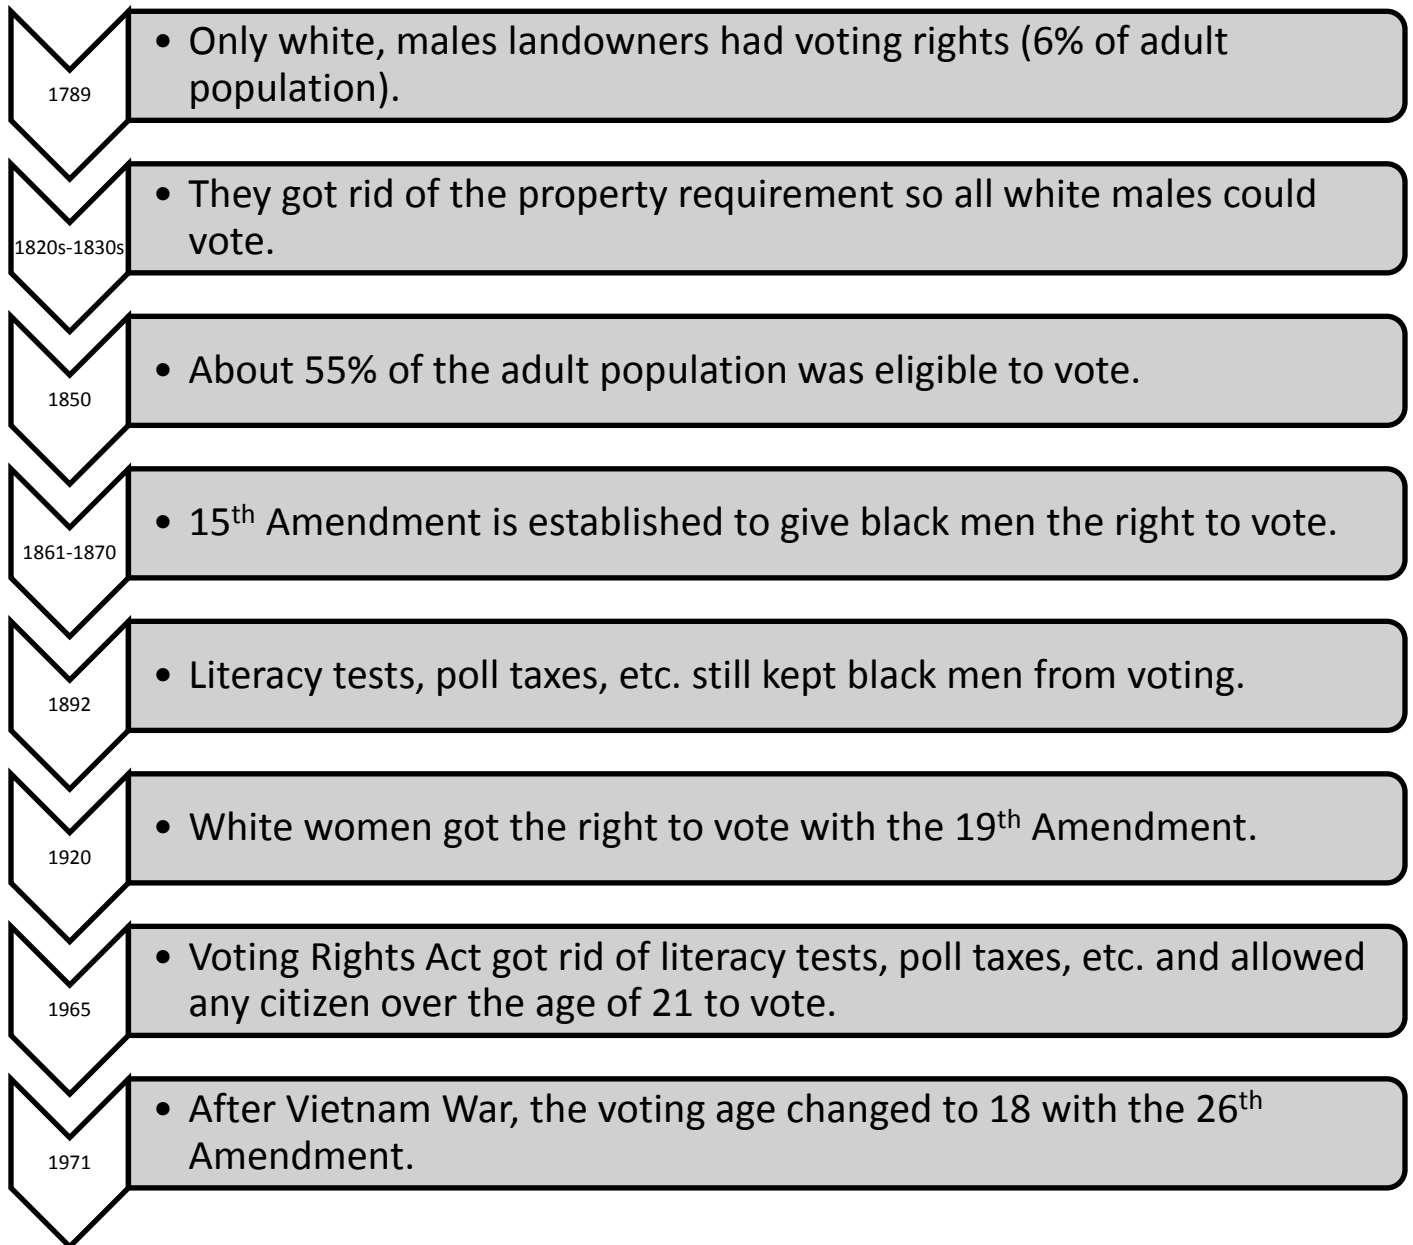 1789
• Only white, males landowners had voting rights (6% of adult
population).
1820s-1830s
• They got rid of the property requirement so all white males could
vote.
1850
• About 55% of the adult population was eligible to vote.
1861-1870
• 15th Amendment is established to give black men the right to vote.
1892
• Literacy tests, poll taxes, etc. still kept black men from voting.
1920
• White women got the right to vote with the 19th Amendment.
1965
• Voting Rights Act got rid of literacy tests, poll taxes, etc. and allowed
any citizen over the age of 21 to vote.
1971
• After Vietnam War, the voting age changed to 18 with the 26th
Amendment.